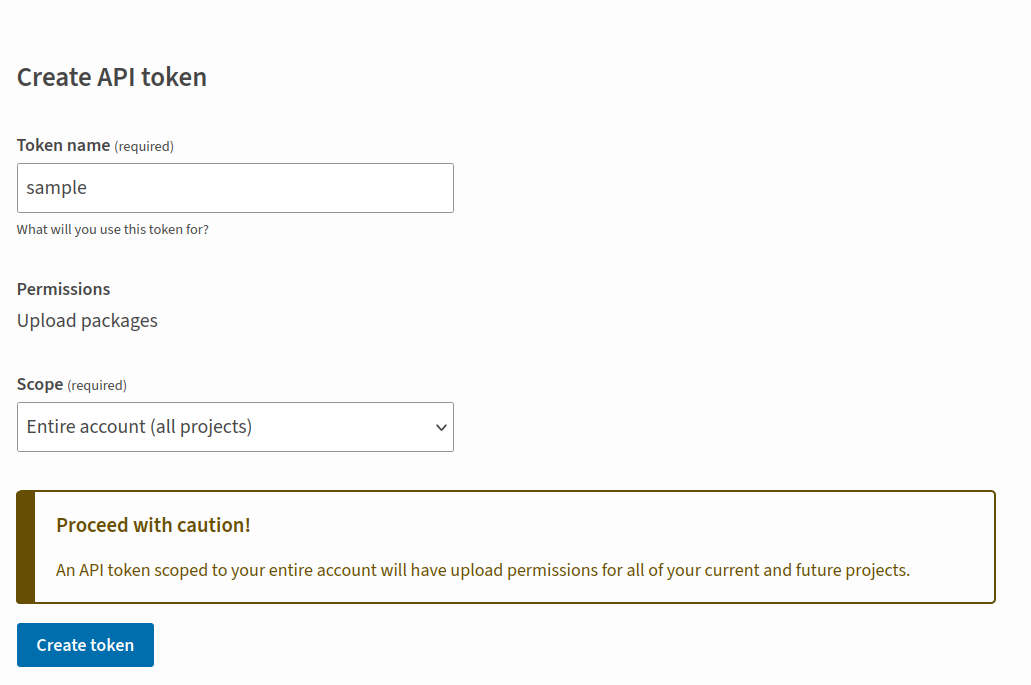 Create API token
Token name (required)
sample
What will you use this token for?
Permissions
Upload packages
Scope (required)
Entire account (all projects)
Proceed with caution!
An API token scoped to your entire account will have upload permissions for all of your current and future projects.
Create token